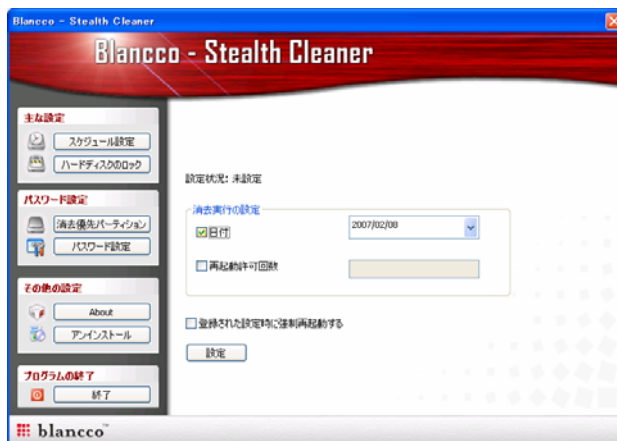 Blancco - Stealth Cleaner
Blancco - Stealth Cleaner
主な設定
スケジュール設定
ハードディスクのロック
パスワード設定
消去優先パーティション
パスワード設定
その他の設定
About
アンインストール
プログラムの終了
終了
設定状況: 未設定
消去実行の設定
日付
2007/02/08
再起動許可回数
登録された設定時に強制再起動する
設定
blancco™